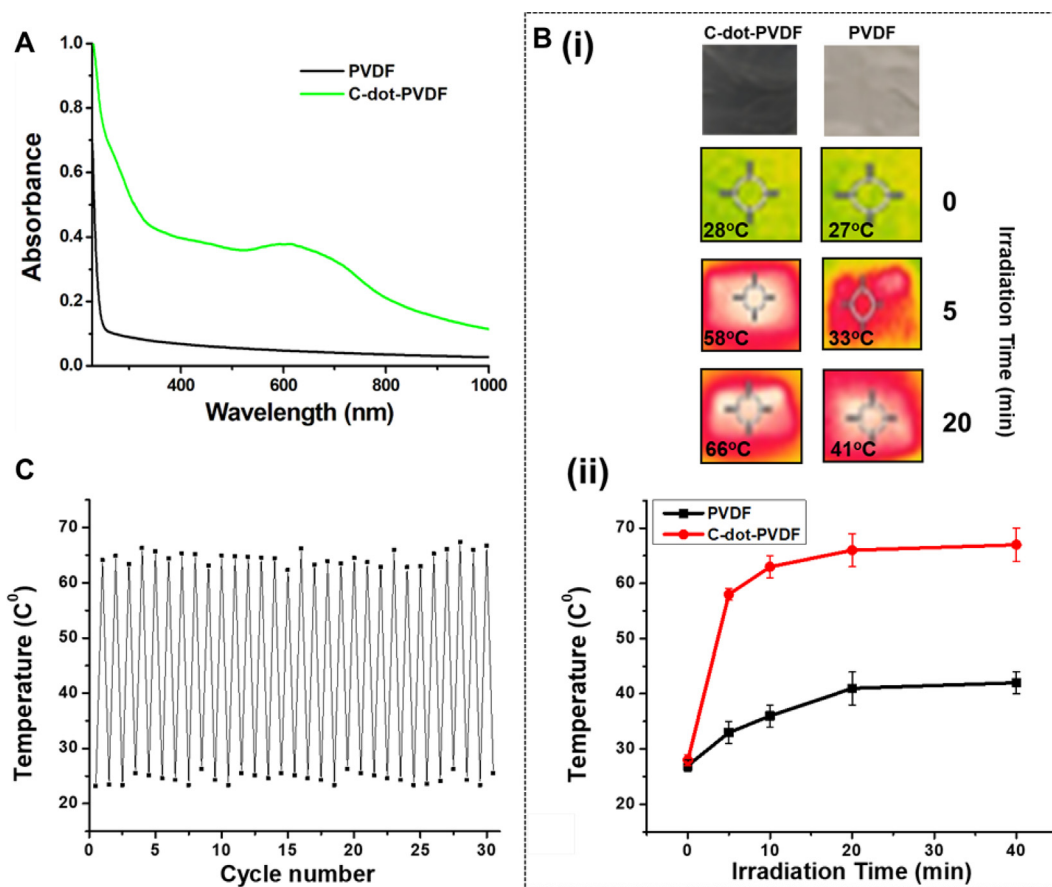 A
1.0
0.8
0.6
0.4
0.2
0.0
Absorbance
PVDF
C-dot-PVDF
400
600
800
1000
Wavelength (nm)
B (i)
C-dot-PVDF
PVDF
28°C
27°C
0
58°C
33°C
5
66°C
41°C
20
Irradiation Time (min)
C
70
60
50
40
30
20
Temperature (C⁰)
0
5
10
15
20
25
30
Cycle number
(ii)
PVDF
C-dot-PVDF
70
60
50
40
30
20
Temperature (C⁰)
0
10
20
30
40
Irradiation Time (min)